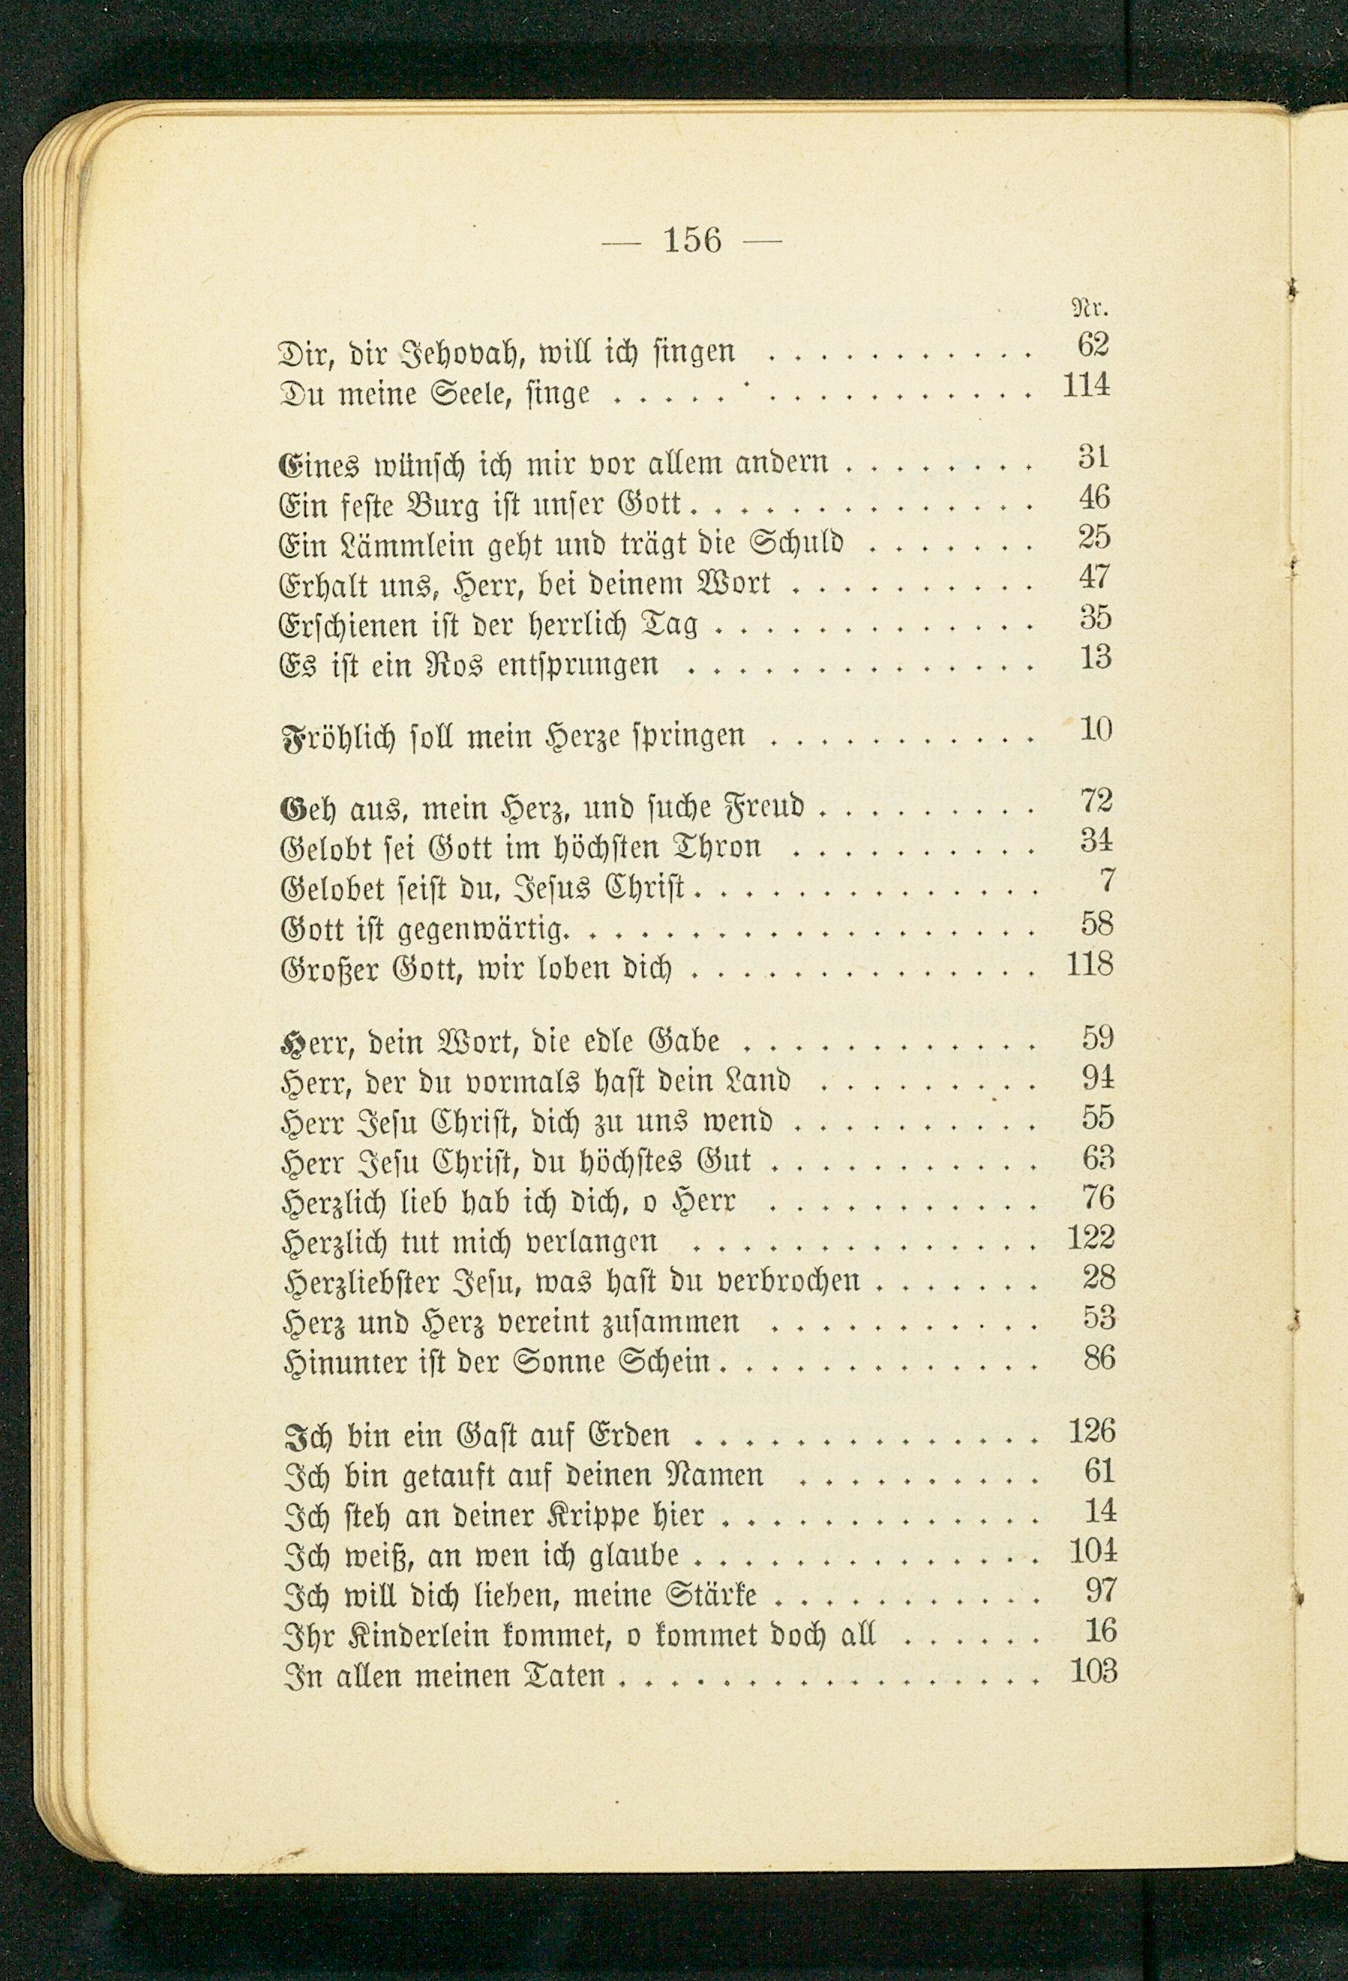 — 156 —
Nr.
Dir, dir Jehovah, will ich singen . . . . . . . . . . . 62
Du meine Seele, singe . . . . . . . . . . . . . . . . 114
Eines wünsch ich mir vor allem andern . . . . . . . . 31
Ein feste Burg ist unser Gott. . . . . . . . . . . . . . 46
Ein Lämmlein geht und trägt die Schuld . . . . . . . 25
Erhalt uns, Herr, bei deinem Wort . . . . . . . . . . 47
Erschienen ist der herrlich Tag . . . . . . . . . . . . . 35
Es ist ein Ros entsprungen . . . . . . . . . . . . . . 13
Fröhlich soll mein Herze springen . . . . . . . . . . . 10
Geh aus, mein Herz, und suche Freud . . . . . . . . . 72
Gelobt sei Gott im höchsten Thron . . . . . . . . . . 34
Gelobet seist du, Jesus Christ. . . . . . . . . . . . . . 7
Gott ist gegenwärtig. . . . . . . . . . . . . . . . . . . 58
Großer Gott, wir loben dich . . . . . . . . . . . . . . 118
Herr, dein Wort, die edle Gabe . . . . . . . . . . . . 59
Herr, der du vormals hast dein Land . . . . . . . . . 94
Herr Jesu Christ, dich zu uns wend . . . . . . . . . . 55
Herr Jesu Christ, du höchstes Gut . . . . . . . . . . . 63
Herzlich lieb hab ich dich, o Herr . . . . . . . . . . . 76
Herzlich tut mich verlangen . . . . . . . . . . . . . . 122
Herzliebster Jesu, was hast du verbrochen . . . . . . . 28
Herz und Herz vereint zusammen . . . . . . . . . . . 53
Hinunter ist der Sonne Schein. . . . . . . . . . . . . 86
Ich bin ein Gast auf Erden . . . . . . . . . . . . . . 126
Ich bin getauft auf deinen Namen . . . . . . . . . . 61
Ich steh an deiner Krippe hier . . . . . . . . . . . . . 14
Ich weiß, an wen ich glaube . . . . . . . . . . . . . . 104
Ich will dich lieben, meine Stärke . . . . . . . . . . . 97
Ihr Kinderlein kommet, o kommet doch all . . . . . . 16
In allen meinen Taten . . . . . . . . . . . . . . . . . 103